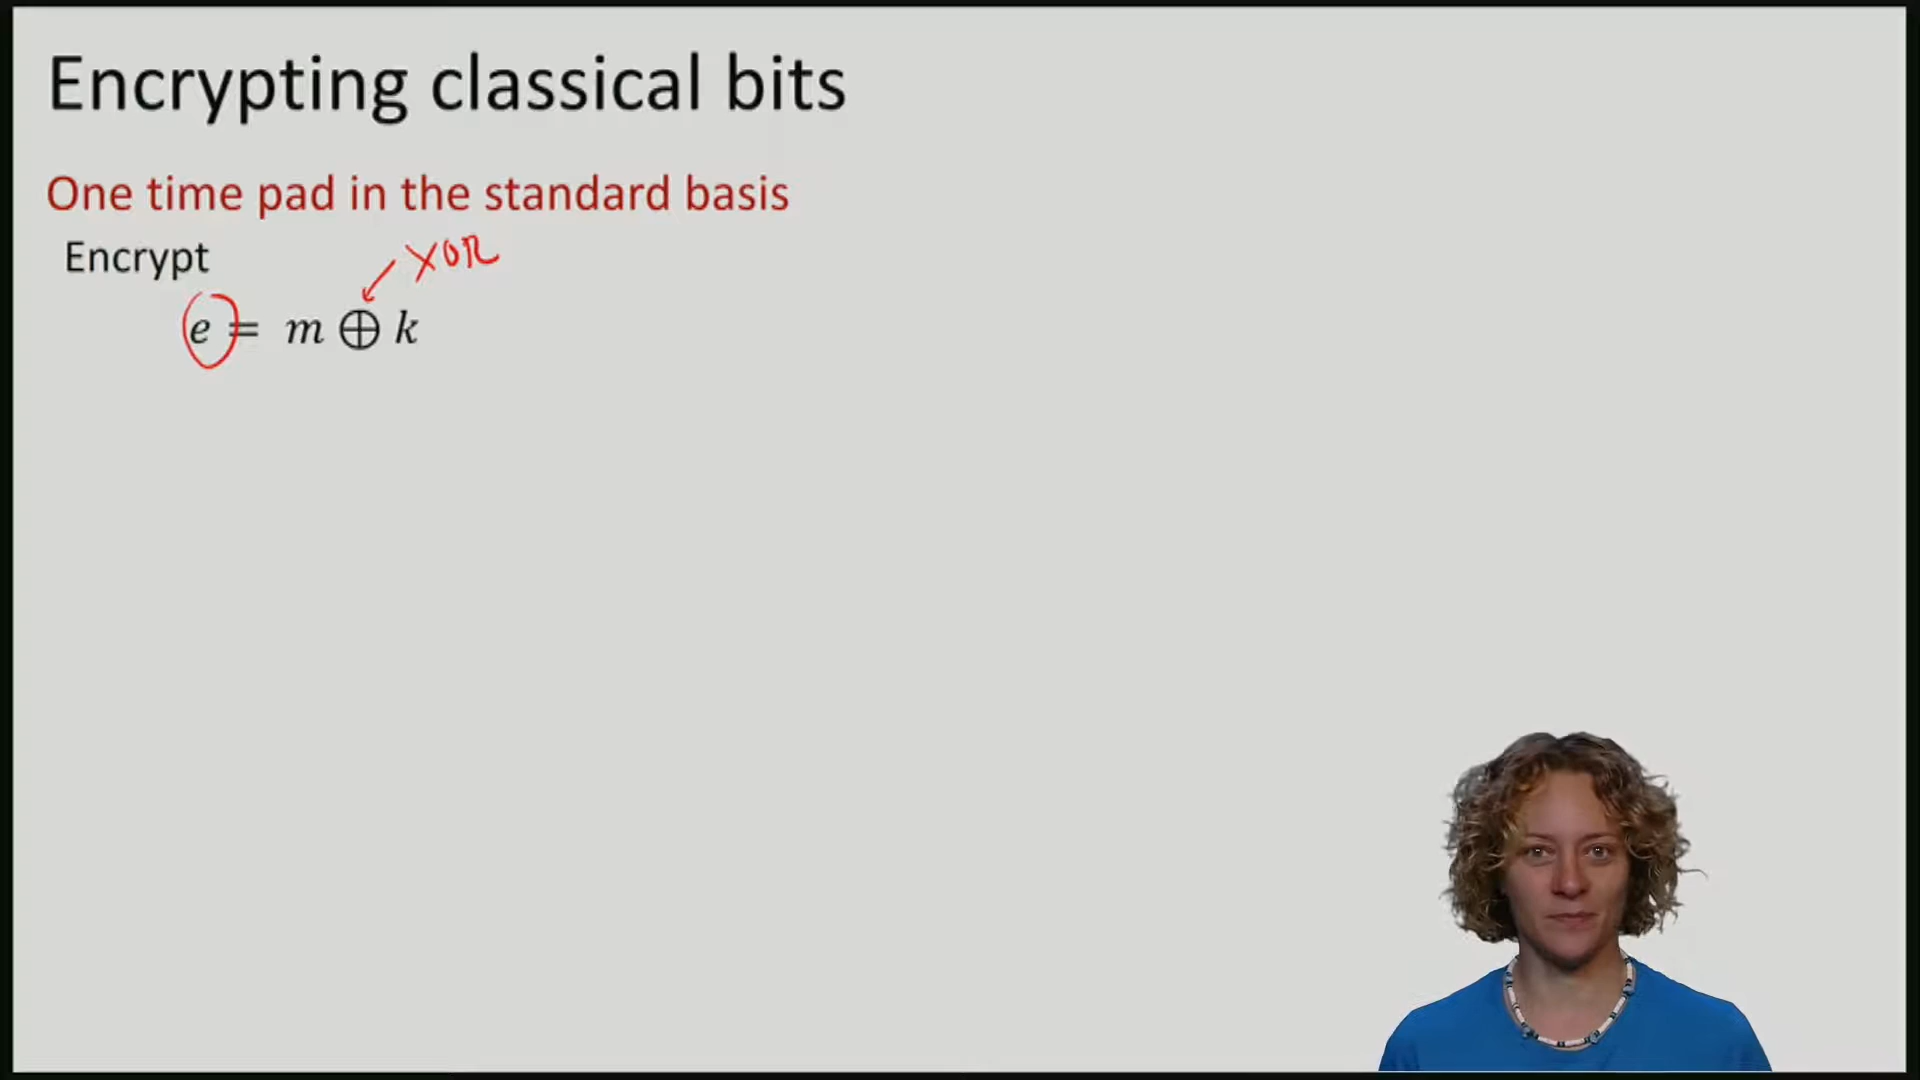 Encrypting classical bits
One time pad in the standard basis
Encrypt
XOR
e = m ⊕ k